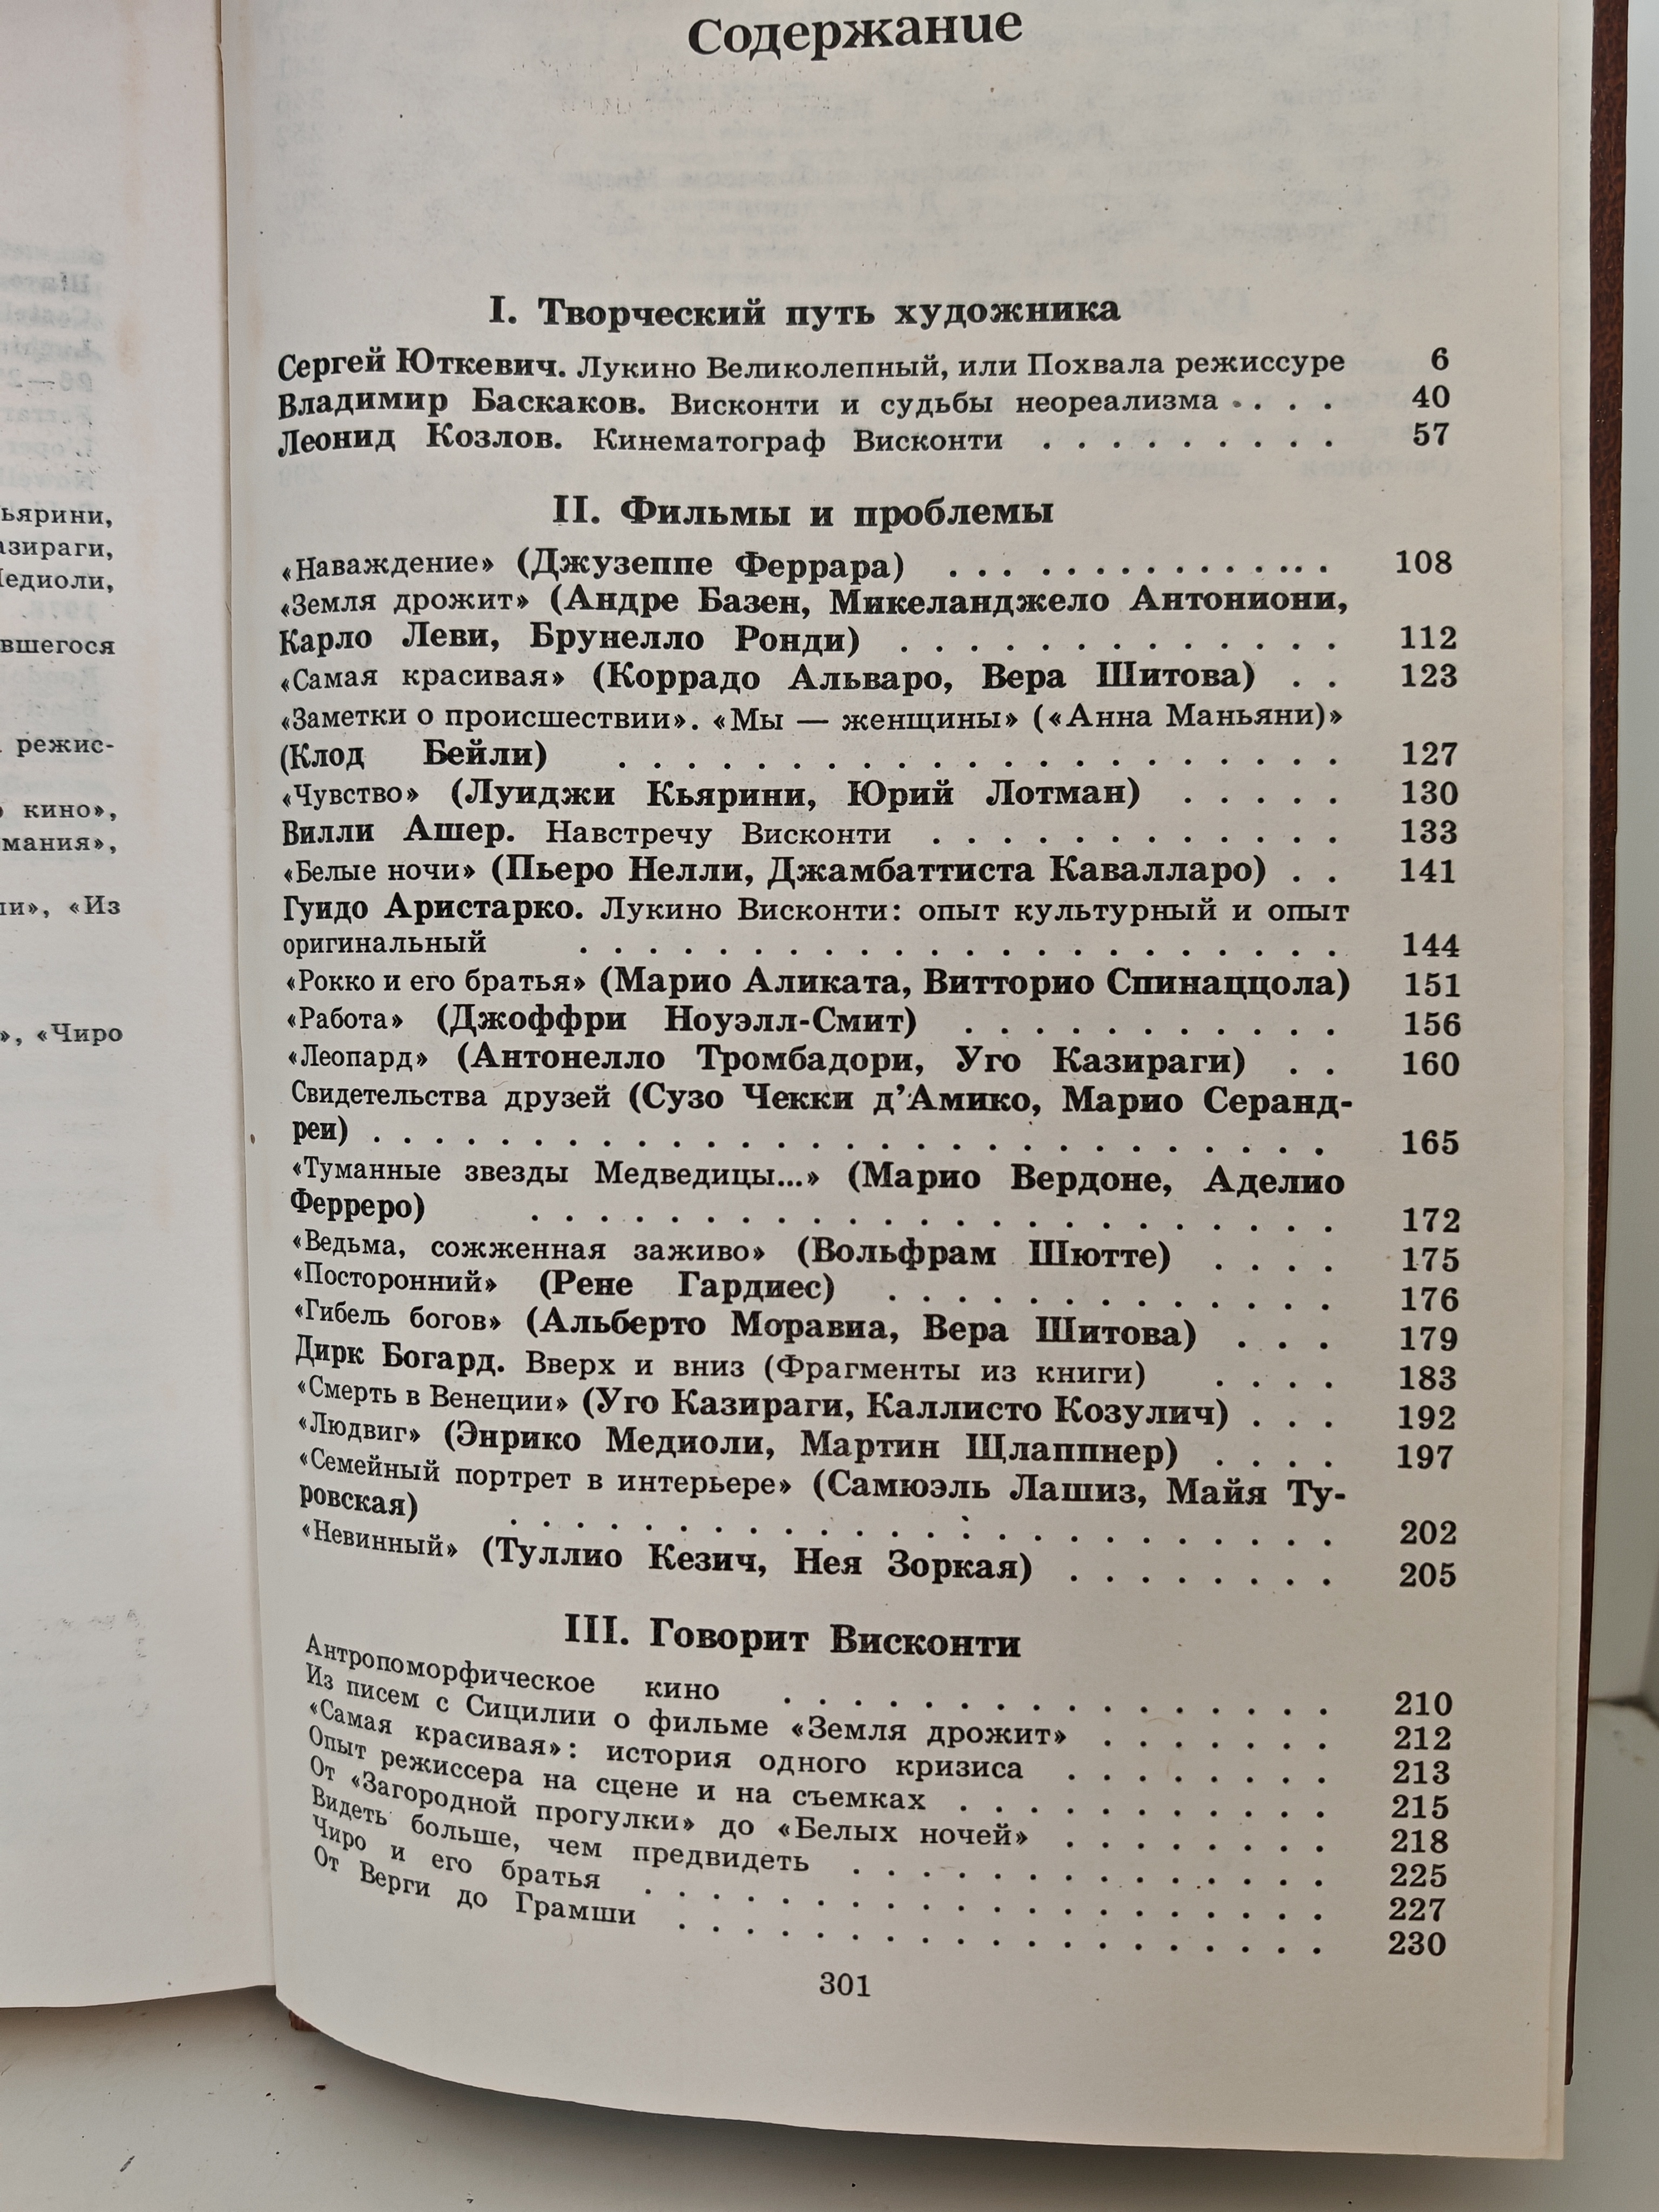 Содержание
I. Творческий путь художника
Сергей Юткевич. Лукино Великолепный, или Похвала режиссуре 6
Владимир Баскаков. Висконти и судьбы неореализма . . . . 40
Леонид Козлов. Кинематограф Висконти . . . . . . . . . 57
II. Фильмы и проблемы
«Наваждение» (Джузеппе Феррара) . . . . . . . . . . . . . . . 108
«Земля дрожит» (Андре Базен, Микеланджело Антониони,
Карло Леви, Брунелло Ронди) . . . . . . . . . . . . 112
«Самая красивая» (Коррадо Альваро, Вера Шитова) . . 123
«Заметки о происшествии». «Мы — женщины» («Анна Маньяни)»
(Клод Бейли) . . . . . . . . . . . . . . . . . . . . . 127
«Чувство» (Луиджи Кьярини, Юрий Лотман) . . . . . 130
Вилли Ашер. Навстречу Висконти . . . . . . . . . . . . 133
«Белые ночи» (Пьеро Нелли, Джамбаттиста Кавалларо) . . 141
Гуидо Аристарко. Лукино Висконти: опыт культурный и опыт
оригинальный . . . . . . . . . . . . . . . . . . . . . . 144
«Рокко и его братья» (Марио Аликата, Витторио Спинаццола) 151
«Работа» (Джоффри Ноуэлл-Смит) . . . . . . . . . . . 156
«Леопард» (Антонелло Тромбадори, Уго Казираги) . . 160
Свидетельства друзей (Сузо Чекки д’Амико, Марио Серанд-
реи) . . . . . . . . . . . . . . . . . . . . . . . . . . . . 165
«Туманные звезды Медведицы...» (Марио Вердоне, Аделио
Ферреро) . . . . . . . . . . . . . . . . . . . . . . . 172
«Ведьма, сожженная заживо» (Вольфрам Шютте) . . . . 175
«Посторонний» (Рене Гардиес) . . . . . . . . . . . . . 176
«Гибель богов» (Альберто Моравиа, Вера Шитова) . . . 179
Дирк Богард. Вверх и вниз (Фрагменты из книги) . . . . 183
«Смерть в Венеции» (Уго Казираги, Каллисто Козулич) . . . 192
«Людвиг» (Энрико Медиоли, Мартин Щлаппнер) . . . . 197
«Семейный портрет в интерьере» (Самюэль Лашиз, Майя Ту-
ровская) . . . . . . . . . . . . . . . . . . . . . . . . 202
«Невинный» (Туллио Кезич, Нея Зоркая) . . . . . . . . 205
III. Говорит Висконти
Антропоморфическое кино . . . . . . . . . . . . . . . . 210
Из писем с Сицилии о фильме «Земля дрожит» . . . . . . . 212
«Самая красивая»: история одного кризиса . . . . . . . . 213
Опыт режиссера на сцене и на съемках . . . . . . . . . . . 215
От «Загородной прогулки» до «Белых ночей» . . . . . . . . 218
Видеть больше, чем предвидеть . . . . . . . . . . . . . . 225
Чиро и его братья . . . . . . . . . . . . . . . . . . . . 227
От Верги до Грамши . . . . . . . . . . . . . . . . . . . 230
301
ьярини,
азираги,
едиоли,
вшегося
режис-
кино»,
мания»,
ли», «Из
», «Чиро